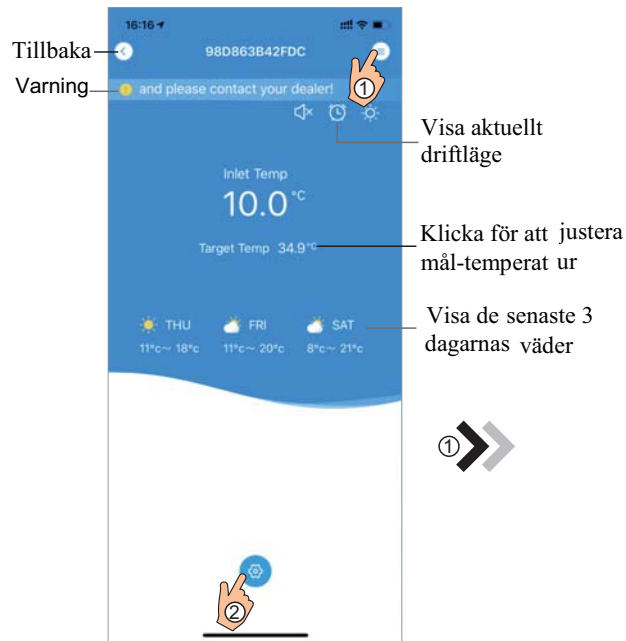 16:16
Tillbaka
98D863B42FDC
Varning
and please contact your dealer!
①
Visa aktuellt
driftläge
Inlet Temp
10.0 °C
Target Temp 34.9°C
Klicka för att justera
mål-temperat ur
THU FRI SAT
11°c~ 18°c 11°c~ 20°c 8°c~ 21°c
Visa de senaste 3
dagarnas väder
①
②